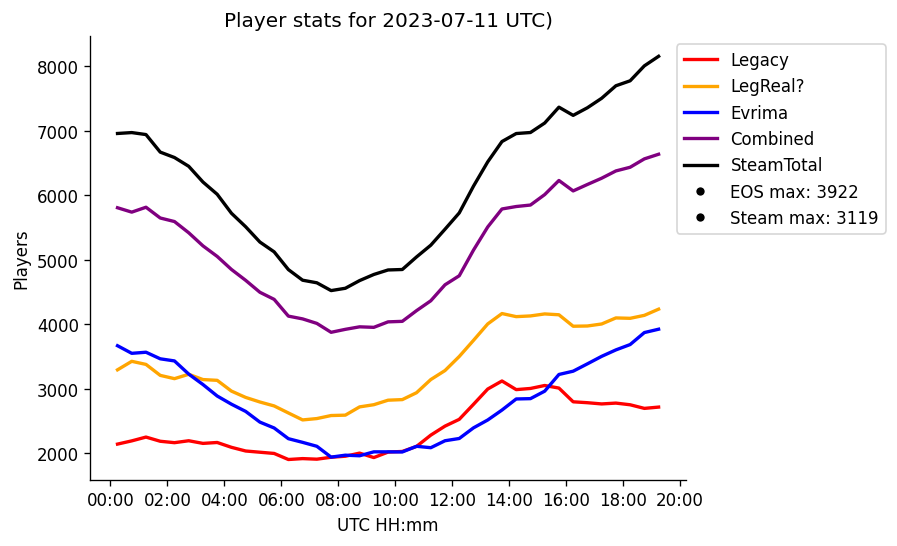 Player stats for 2023-07-11 UTC)
Legacy
LegReal?
Evrima
Combined
SteamTotal
EOS max: 3922
Steam max: 3119
Players
8000
7000
6000
5000
4000
3000
2000
00:00 02:00 04:00 06:00 08:00 10:00 12:00 14:00 16:00 18:00 20:00
UTC HH:mm